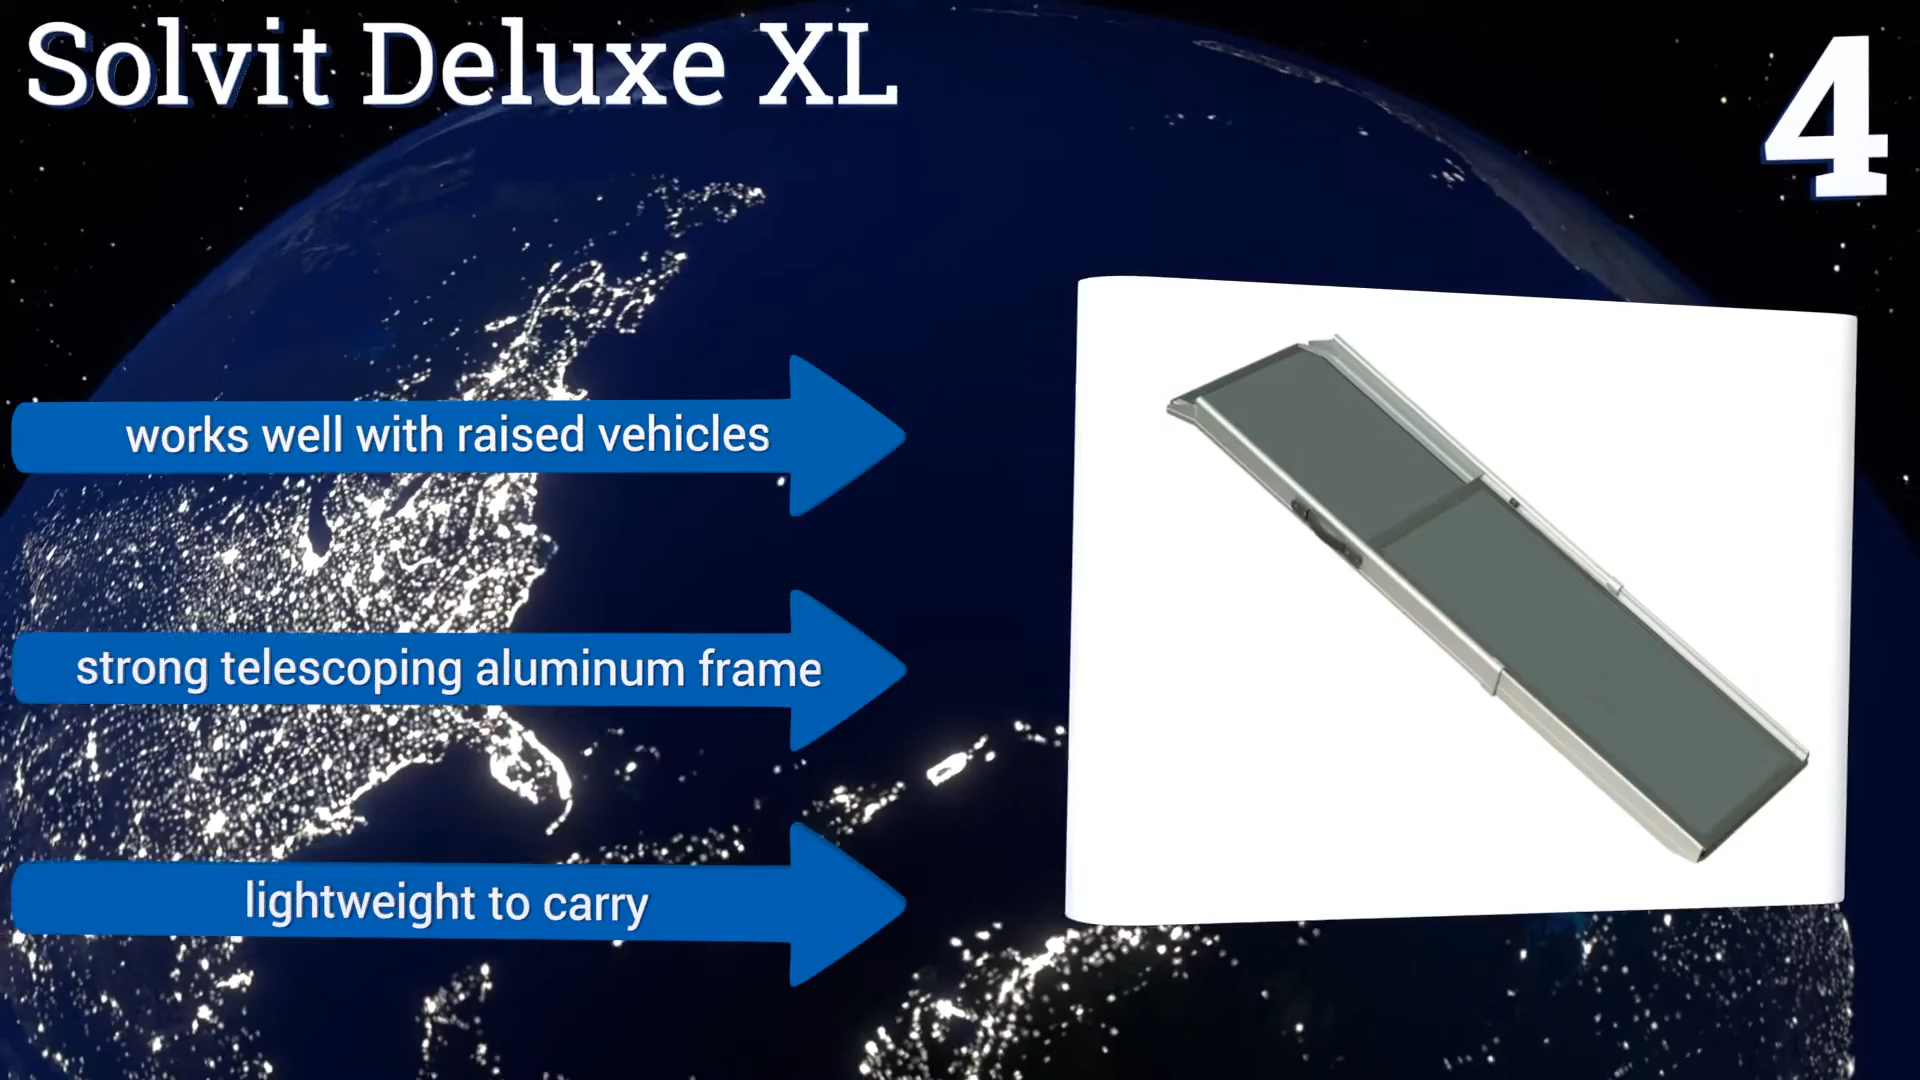 Solvit Deluxe XL
4
works well with raised vehicles
strong telescoping aluminum frame
lightweight to carry